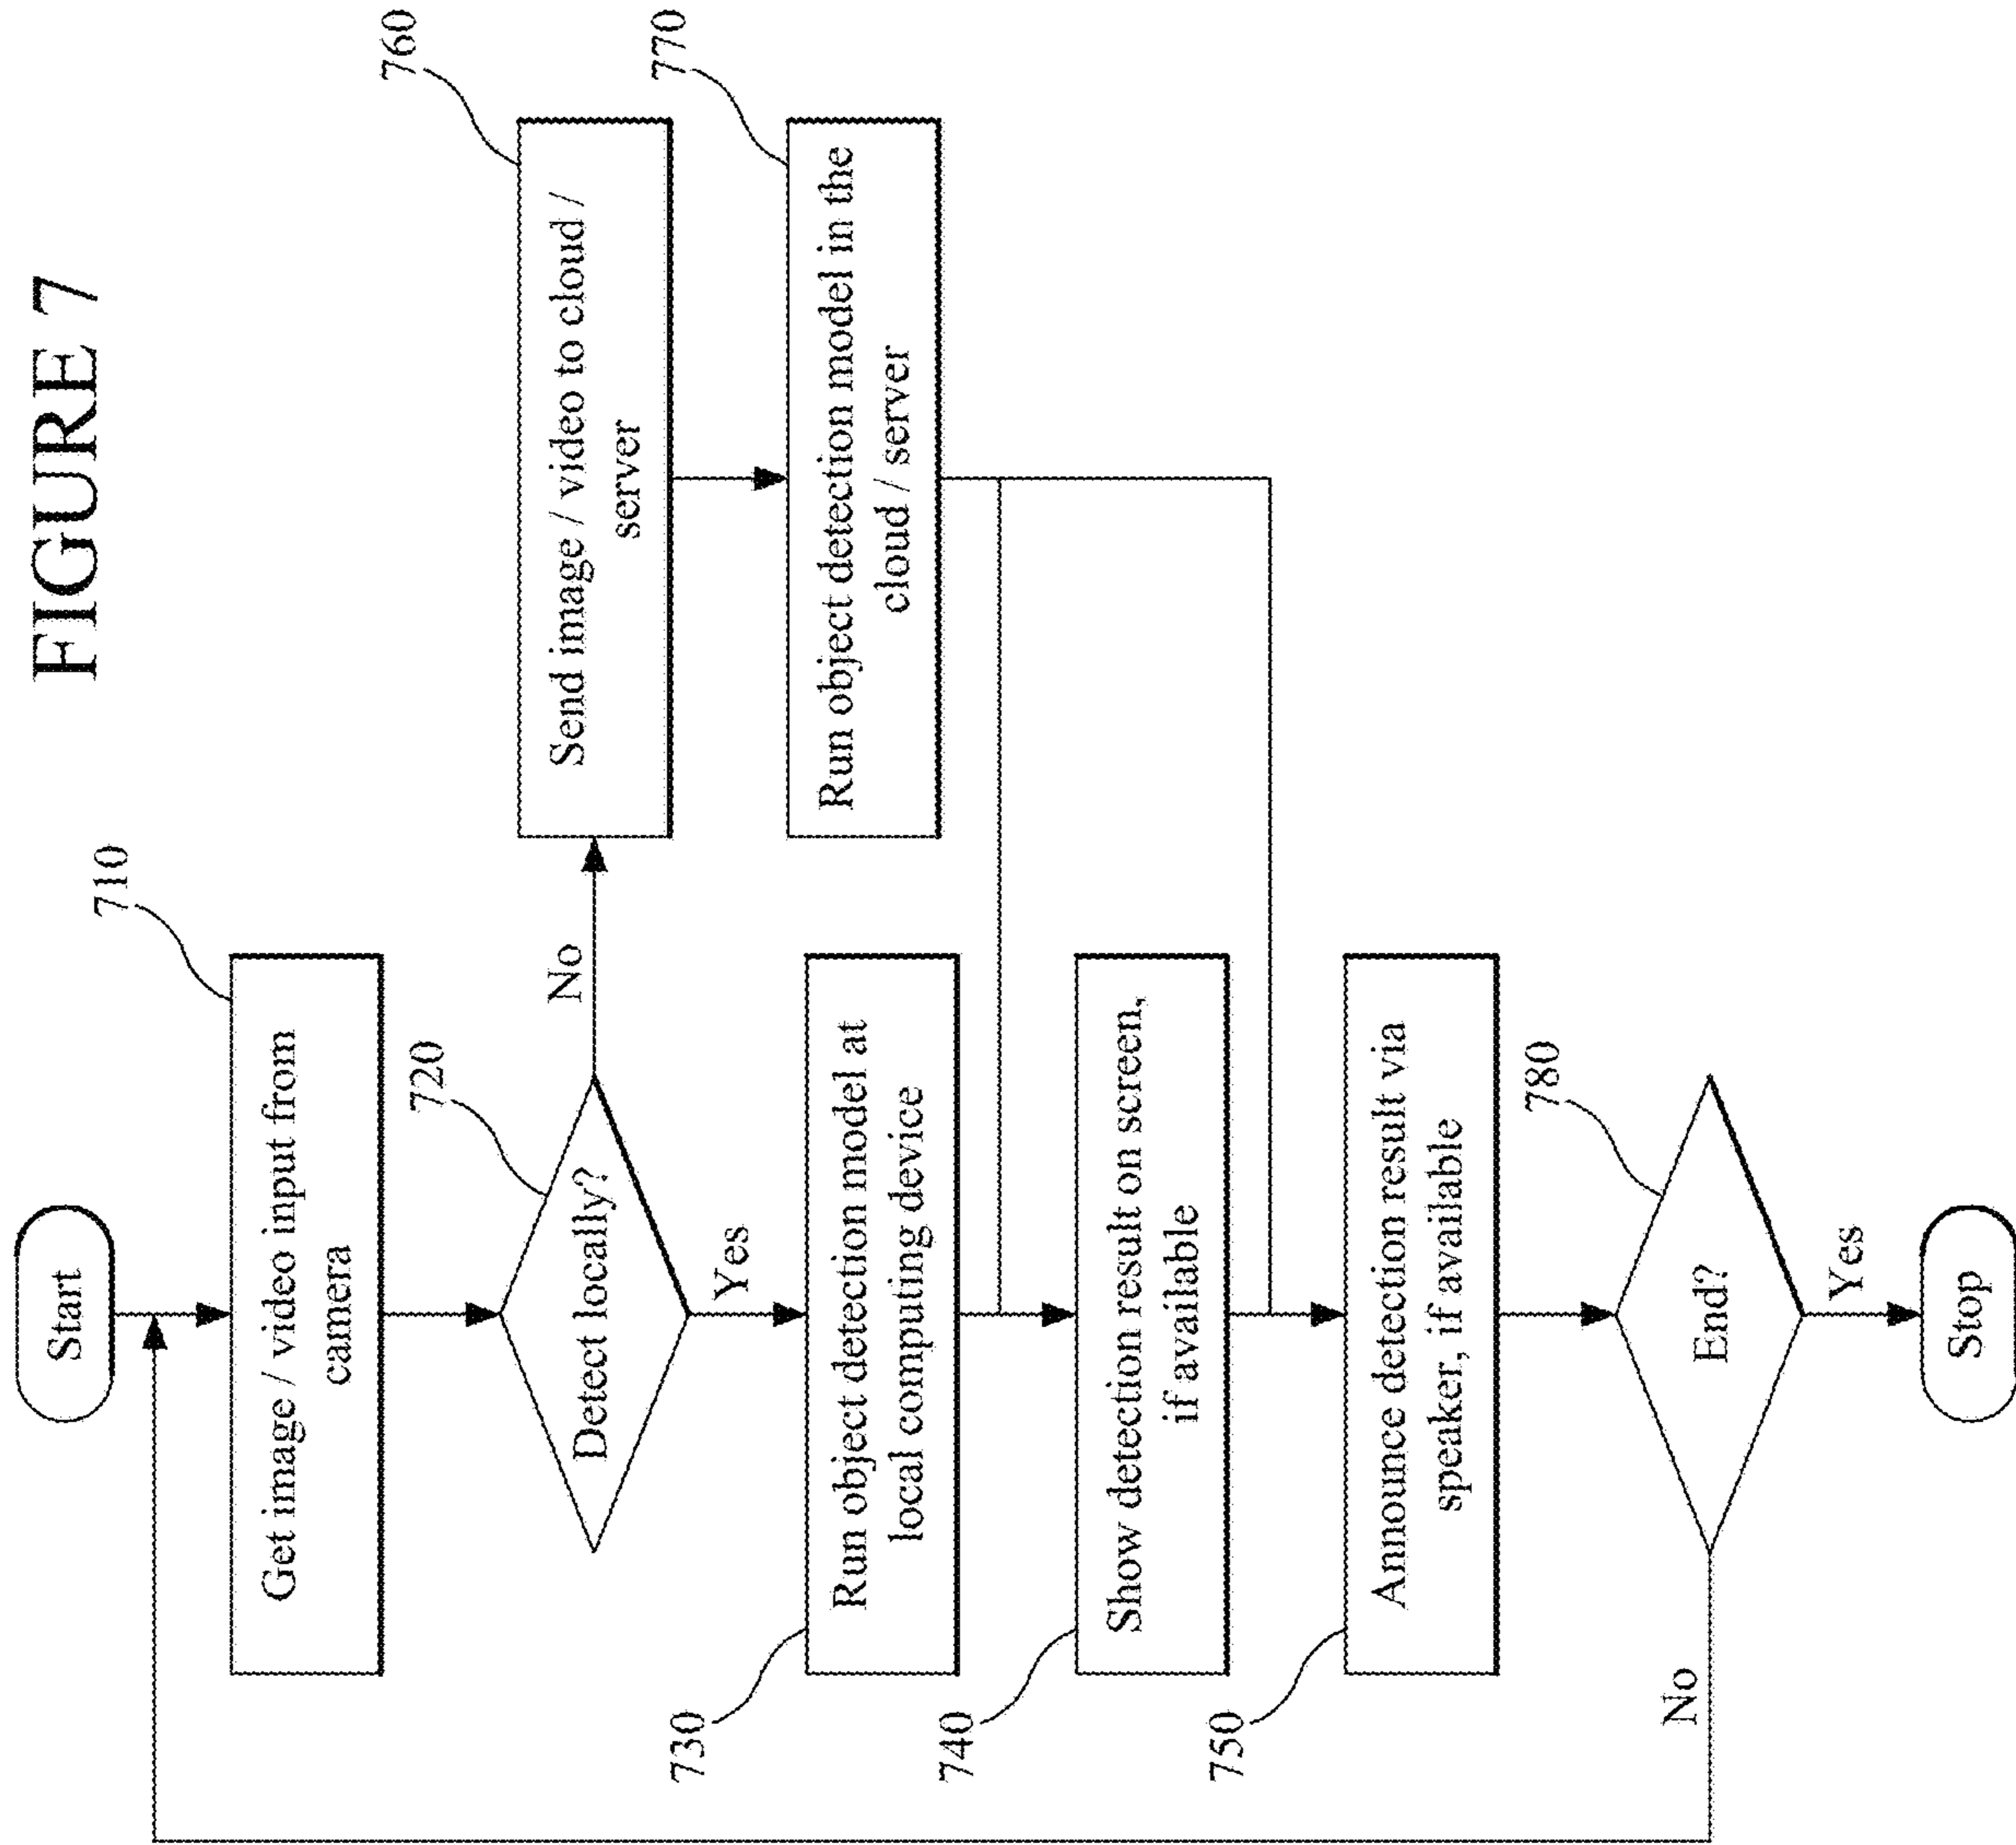 FIGURE 7
Start
710
Get image / video input from
camera
720
Detect locally?
No
Yes
760
Send image / video to cloud /
server
770
Run object detection model in the
cloud / server
730
Run object detection model at
local computing device
740
Show detection result on screen,
if available
750
Announce detection result via
speaker, if available
780
End?
No
Yes
Stop